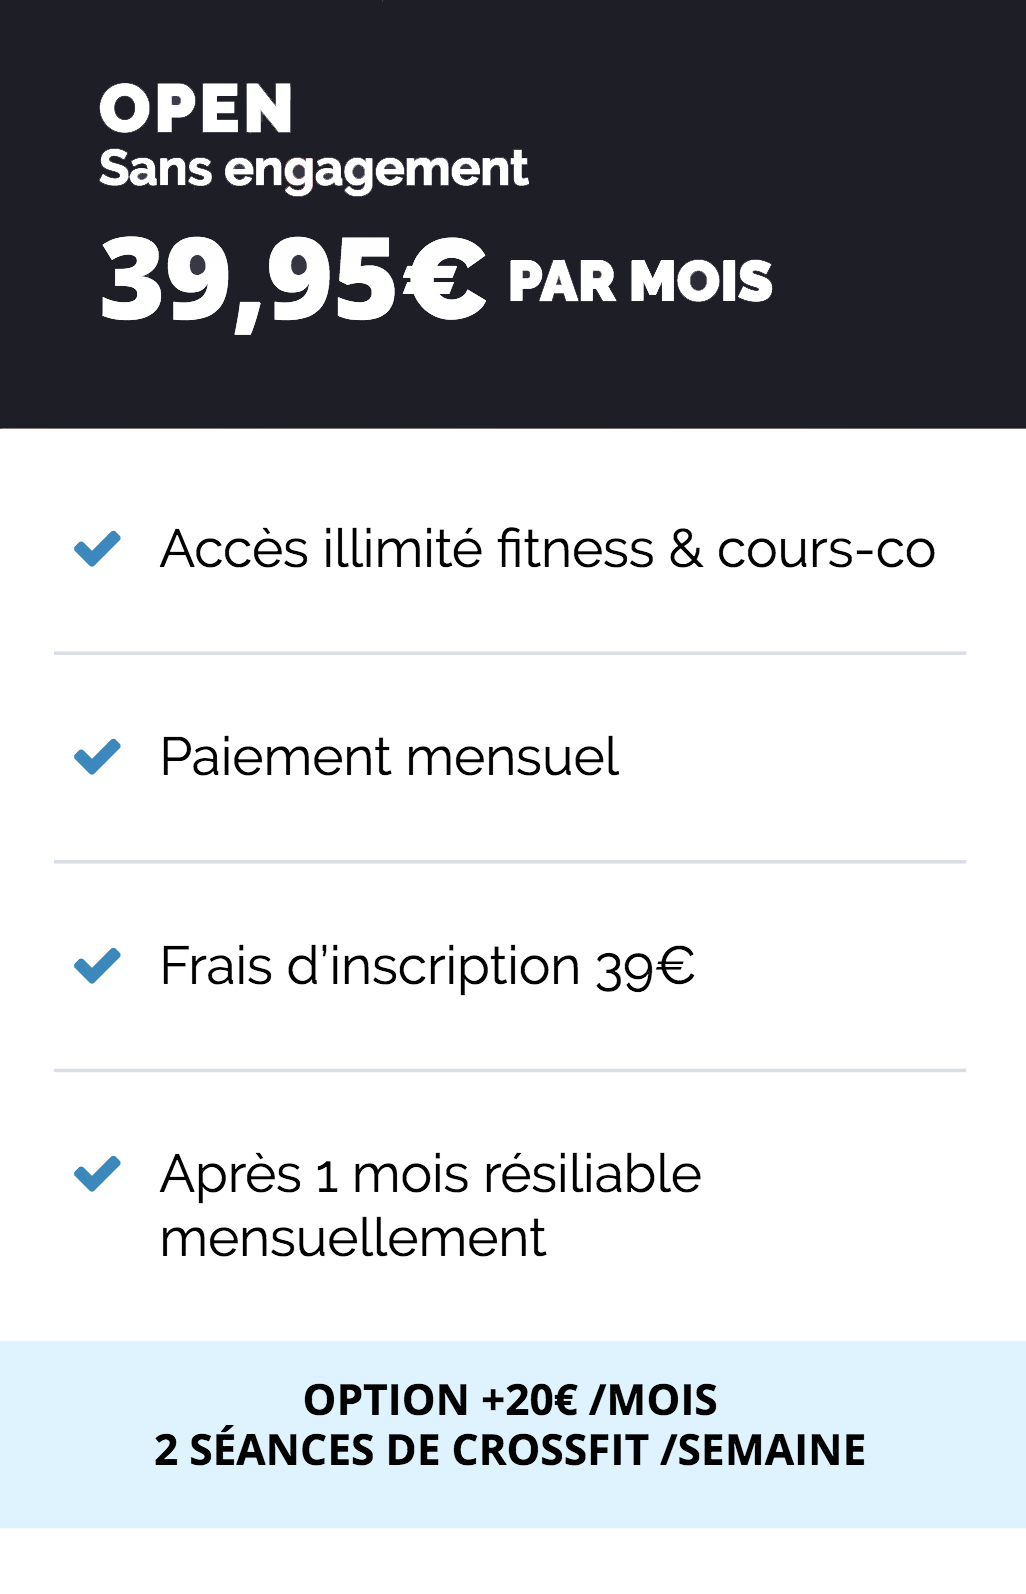 OPEN
Sans engagement
39,95€ PAR MOIS
Accès illimité fitness & cours-co
Paiement mensuel
Frais d’inscription 39€
Après 1 mois résiliable
mensuellement
OPTION +20€ /MOIS
2 SÉANCES DE CROSSFIT /SEMAINE